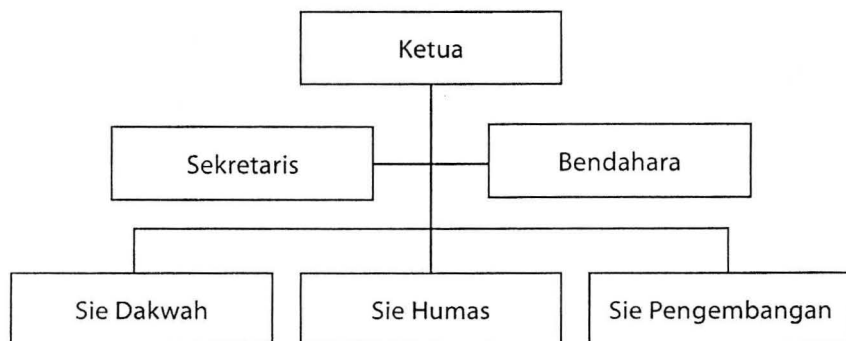 Ketua
Sekretaris
Bendahara
Sie Dakwah
Sie Humas
Sie Pengembangan